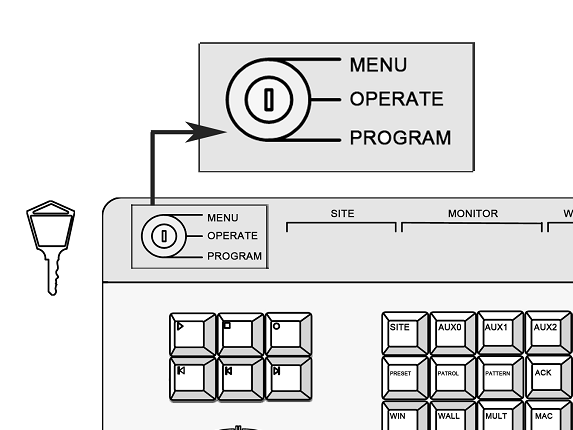 MENU
OPERATE
PROGRAM
MENU
OPERATE
PROGRAM
SITE MONITOR W
SITE AUX0 AUX1 AUX2
PRESET PATROL PATTERN ACK
WIN WALL MULT MAC